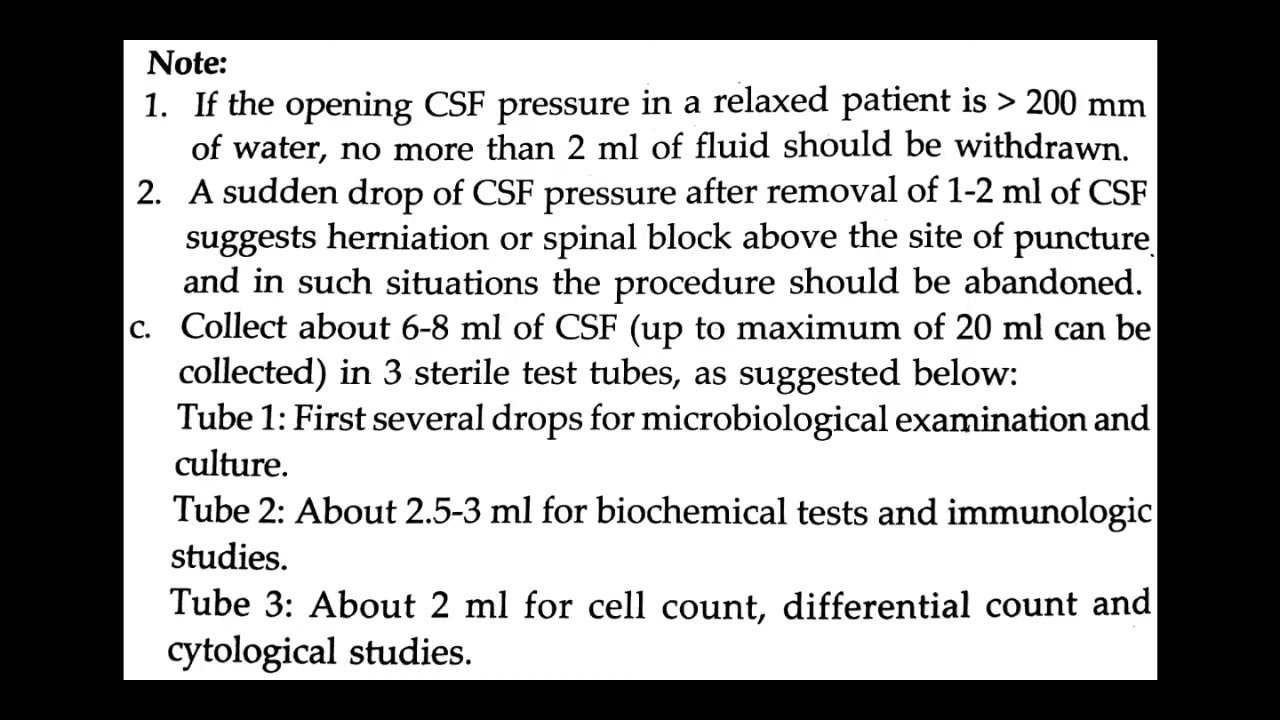 Note:
1. If the opening CSF pressure in a relaxed patient is > 200 mm
of water, no more than 2 ml of fluid should be withdrawn.
2. A sudden drop of CSF pressure after removal of 1-2 ml of CSF
suggests herniation or spinal block above the site of puncture
and in such situations the procedure should be abandoned.
c. Collect about 6-8 ml of CSF (up to maximum of 20 ml can be
collected) in 3 sterile test tubes, as suggested below:
Tube 1: First several drops for microbiological examination and
culture.
Tube 2: About 2.5-3 ml for biochemical tests and immunologic
studies.
Tube 3: About 2 ml for cell count, differential count and
cytological studies.